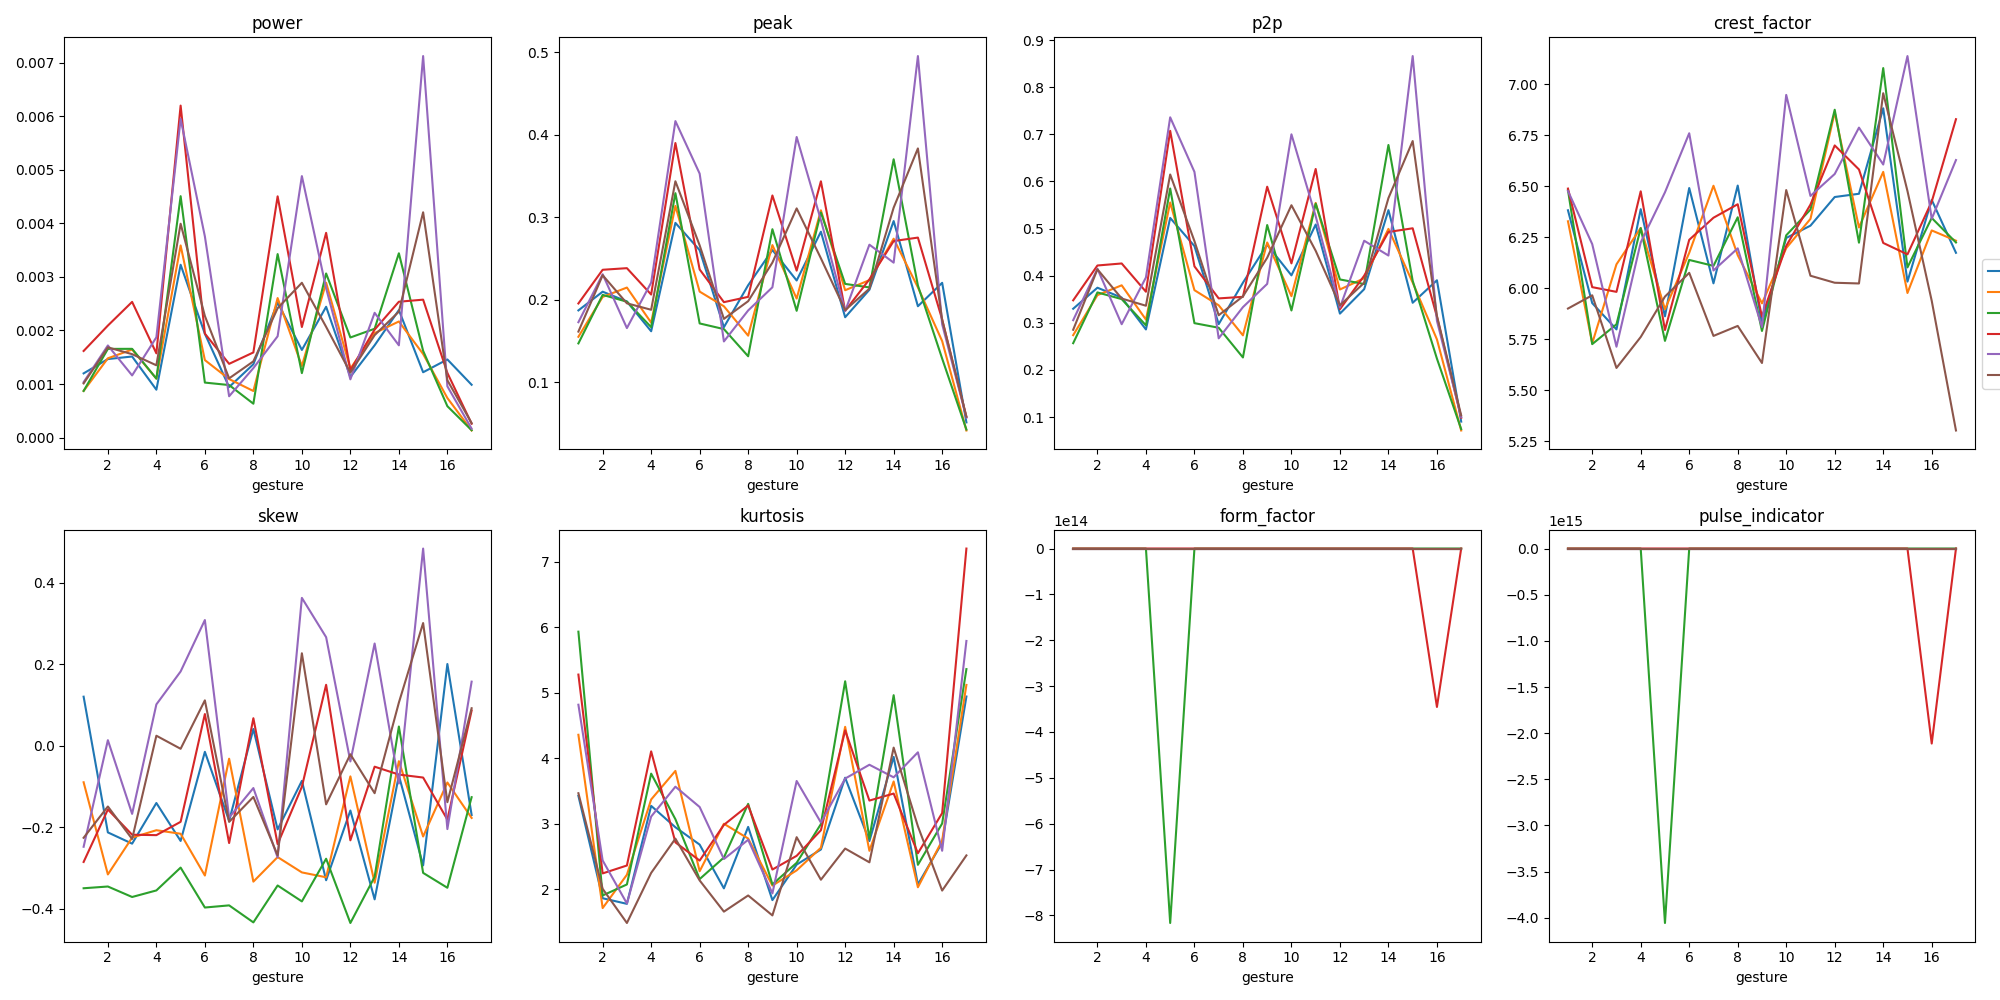 power
0.007
0.006
0.005
0.004
0.003
0.002
0.001
0.000
2 4 6 8 10 12 14 16
gesture
peak
0.5
0.4
0.3
0.2
0.1
2 4 6 8 10 12 14 16
gesture
p2p
0.9
0.8
0.7
0.6
0.5
0.4
0.3
0.2
0.1
2 4 6 8 10 12 14 16
gesture
crest_factor
7.00
6.75
6.50
6.25
6.00
5.75
5.50
5.25
2 4 6 8 10 12 14 16
gesture
skew
0.4
0.2
0.0
−0.2
−0.4
2 4 6 8 10 12 14 16
gesture
kurtosis
7
6
5
4
3
2
2 4 6 8 10 12 14 16
gesture
form_factor
1e14
0
−1
−2
−3
−4
−5
−6
−7
−8
2 4 6 8 10 12 14 16
gesture
pulse_indicator
1e15
0.0
−0.5
−1.0
−1.5
−2.0
−2.5
−3.0
−3.5
−4.0
2 4 6 8 10 12 14 16
gesture